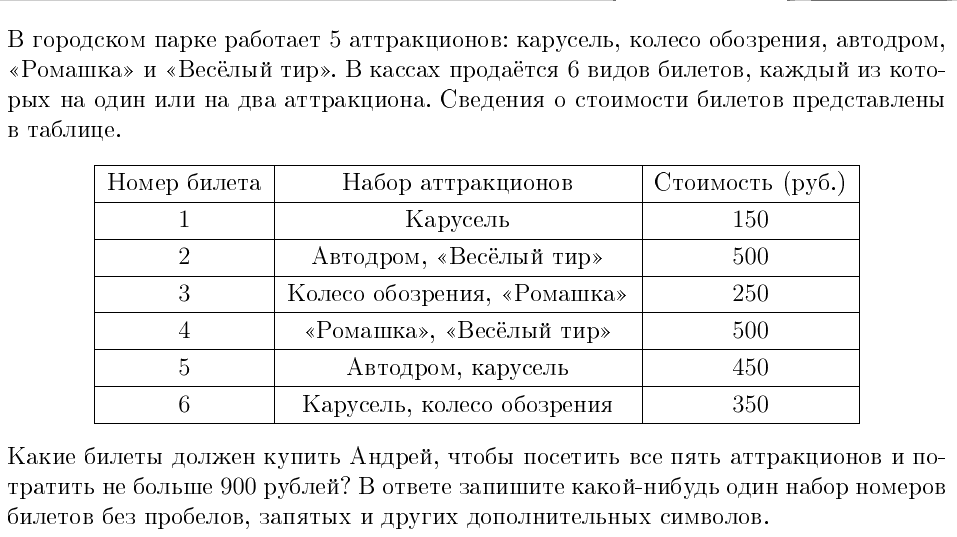 В городском парке работает 5 аттракционов: карусель, колесо обозрения, автодром,
«Ромашка» и «Весёлый тир». В кассах продаётся 6 видов билетов, каждый из кото-
рых на один или на два аттракциона. Сведения о стоимости билетов представлены
в таблице.
Номер билета Набор аттракционов Стоимость (руб.)
1 Карусель 150
2 Автодром, «Весёлый тир» 500
3 Колесо обозрения, «Ромашка» 250
4 «Ромашка», «Весёлый тир» 500
5 Автодром, карусель 450
6 Карусель, колесо обозрения 350
Какие билеты должен купить Андрей, чтобы посетить все пять аттракционов и по-
тратить не больше 900 рублей? В ответе запишите какой-нибудь один набор номеров
билетов без пробелов, запятых и других дополнительных символов.